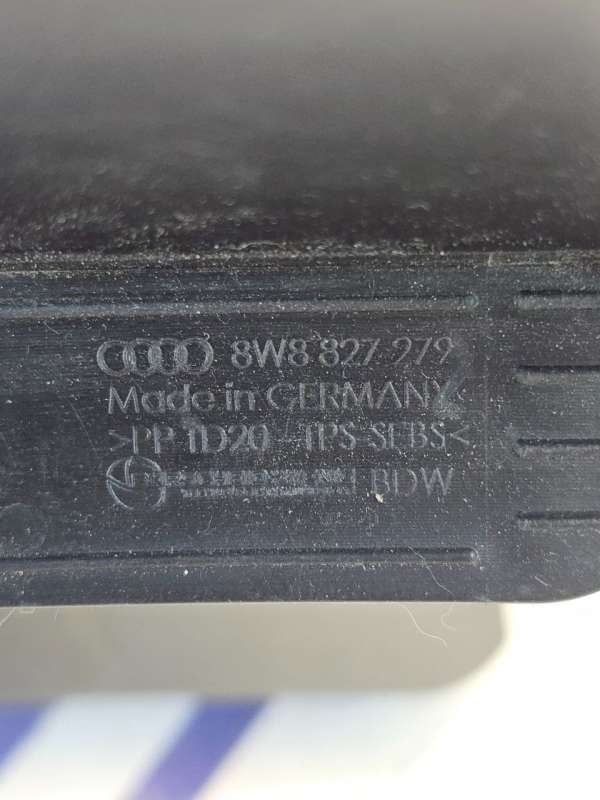 8W8 827 279
Made in GERMANY
>PP TD20 TPS-SEBS<
BDW